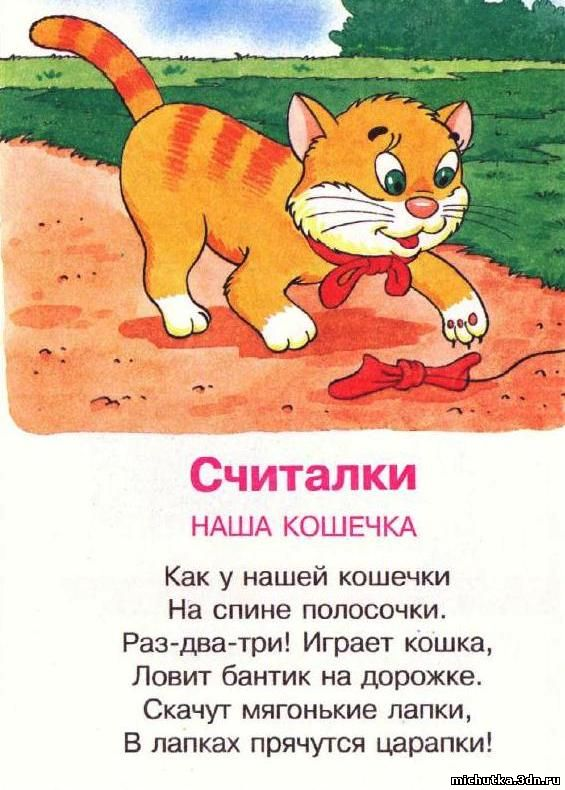 Считалки
НАША КОШЕЧКА
Как у нашей кошечки
На спине полосочки.
Раз-два-три! Играет кошка,
Ловит бантик на дорожке.
Скачут мягонькие лапки,
В лапках прячутся царапки!
michutka.3dn.ru